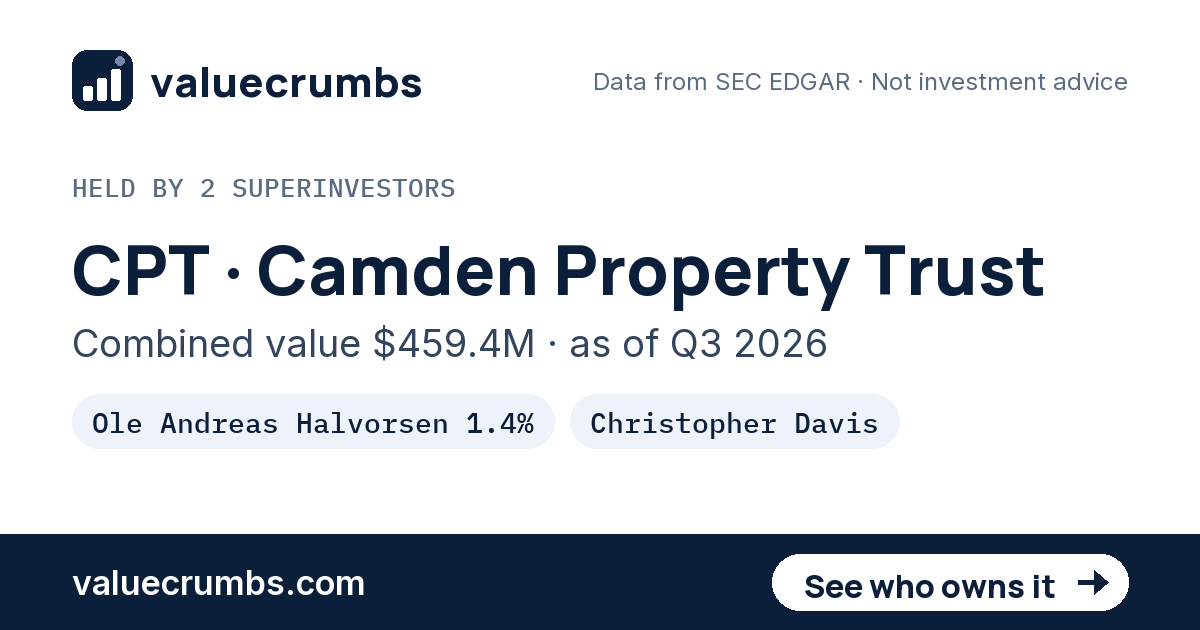 valuecrumbs
Data from SEC EDGAR · Not investment advice
HELD BY 2 SUPERINVESTORS
CPT · Camden Property Trust
Combined value $459.4M · as of Q3 2026
Ole Andreas Halvorsen 1.4%
Christopher Davis
valuecrumbs.com
See who owns it →